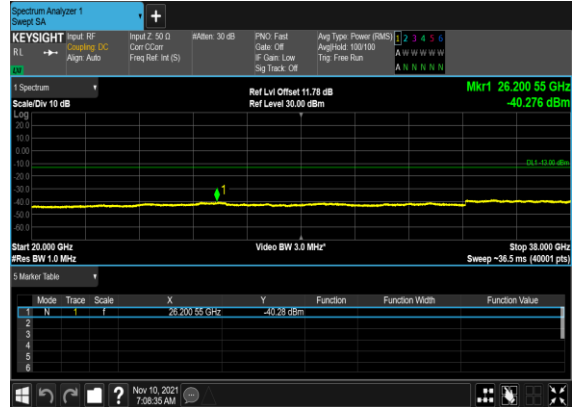 Spectrum Analyzer 1
Swept SA
+
KEYSIGHT
RL
Input: RF
Coupling: DC
Align: Auto
Input Z: 50 Ω
Corr CCorr
Freq Ref: Int (S)
#Atten: 30 dB
PNO: Fast
Gate: Off
IF Gain: Low
Sig Track: Off
Avg Type: Power (RMS)
Avg|Hold: 100/100
Trig: Free Run
1 2 3 4 5 6
A W W W W W
A N N N N N
1 Spectrum
Scale/Div 10 dB
Ref Lvl Offset 11.78 dB
Ref Level 30.00 dBm
Mkr1 26.200 55 GHz
-40.276 dBm
Log
20.0
10.0
0.00
-10.0
DL1 -13.00 dBm
-20.0
-30.0
1
-40.0
-50.0
-60.0
Start 20.000 GHz
#Res BW 1.0 MHz
Video BW 3.0 MHz*
Stop 38.000 GHz
Sweep ~36.5 ms (40001 pts)
5 Marker Table
Mode Trace Scale X Y Function Function Width Function Value
1 N 1 f 26.200 55 GHz -40.28 dBm
2
3
4
5
6
?
Nov 10, 2021
7:08:35 AM